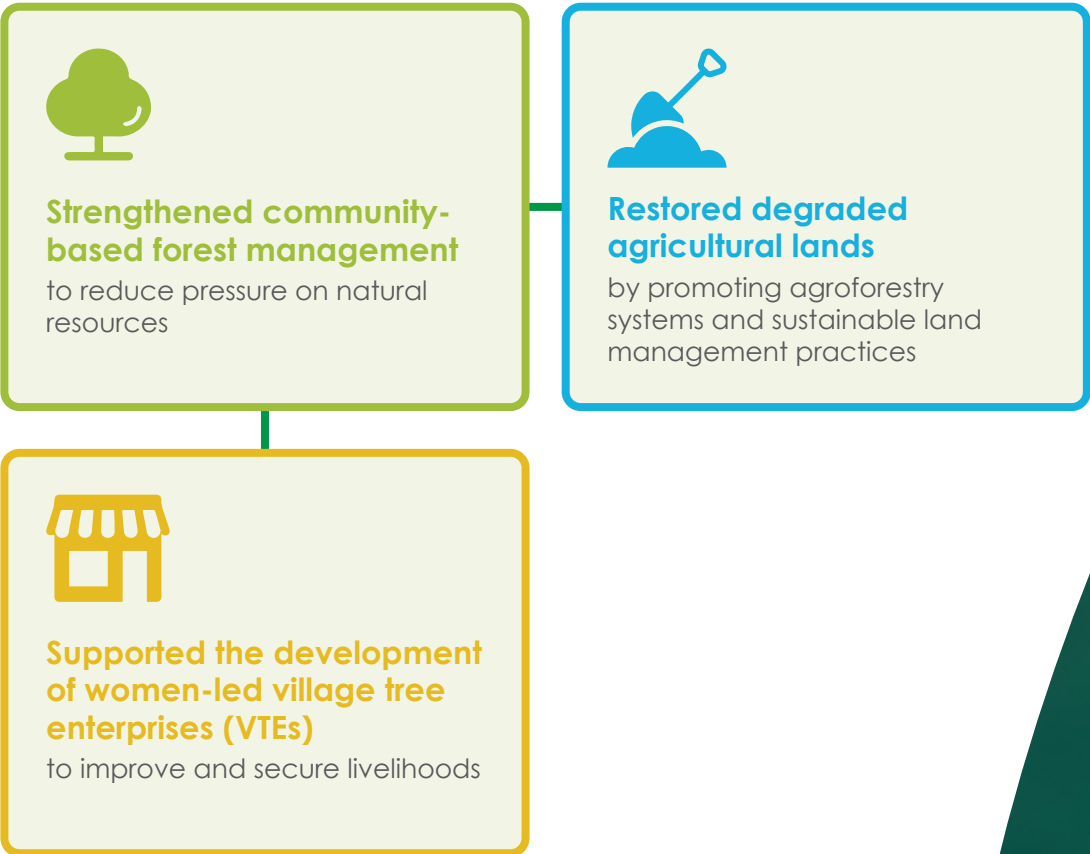 Strengthened community-
based forest management
to reduce pressure on natural
resources
Restored degraded
agricultural lands
by promoting agroforestry
systems and sustainable land
management practices
Supported the development
of women-led village tree
enterprises (VTEs)
to improve and secure livelihoods